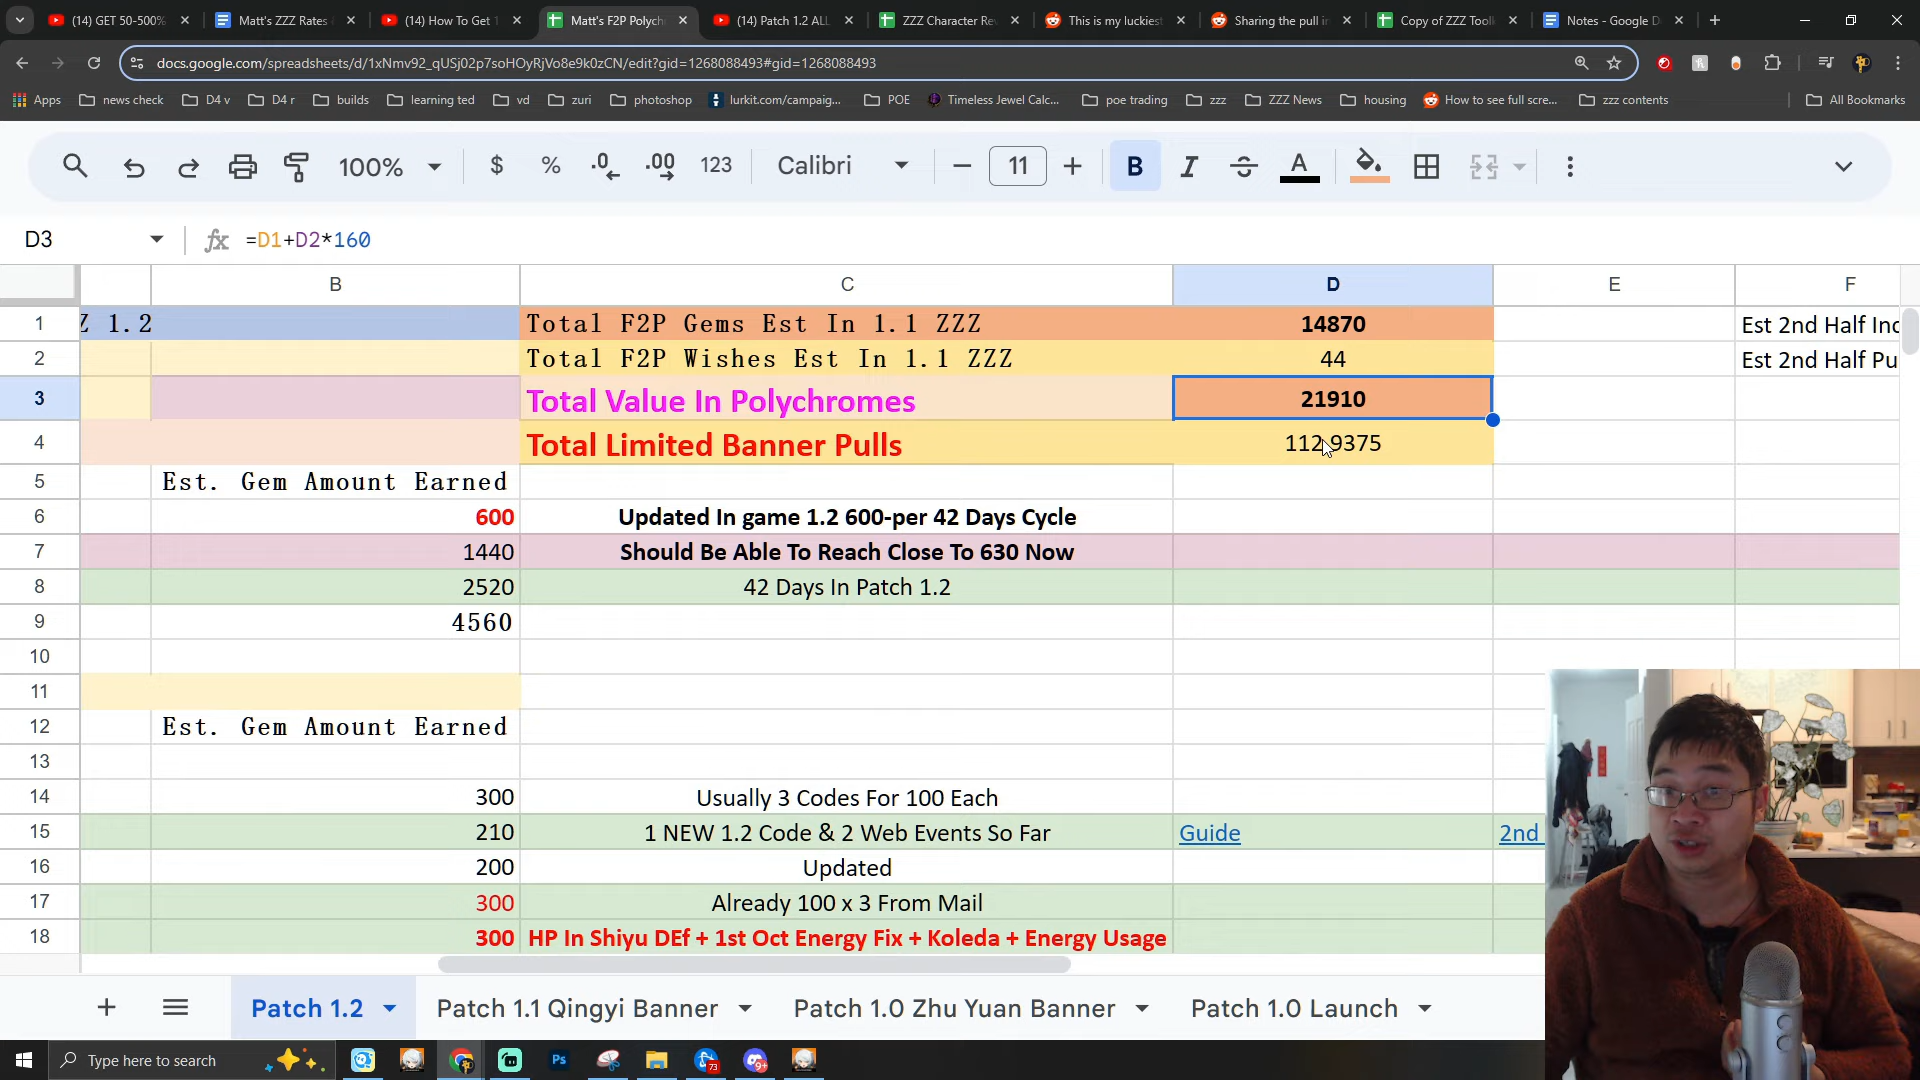 (14) GET 50-500%
Matt's ZZZ Rates
(14) How To Get 1
Matt's F2P Polychr
(14) Patch 1.2 ALL
ZZZ Character Re
This is my luckiest
Sharing the pull i
Copy of ZZZ Tool
Notes - Google D
docs.google.com/spreadsheets/d/1xNmv92_qUSj02p7soHOyRjVo8e9k0zCN/edit?gid=1268088493#gid=1268088493
Apps news check D4 v D4 r builds learning ted vd zuri photoshop lurkit.com/campaig... POE Timeless Jewel Calc... poe trading zzz ZZZ News housing How to see full scre... zzz contents All Bookmarks
100% $ % .0 .00 123 Calibri 11 B I S A
D3 fx =D1+D2*160
B C D E F
1 Z 1.2 Total F2P Gems Est In 1.1 ZZZ 14870 Est 2nd Half Inc
2 Total F2P Wishes Est In 1.1 ZZZ 44 Est 2nd Half Pu
3 Total Value In Polychromes 21910
4 Total Limited Banner Pulls 112.9375
5 Est. Gem Amount Earned
6 600 Updated In game 1.2 600-per 42 Days Cycle
7 1440 Should Be Able To Reach Close To 630 Now
8 2520 42 Days In Patch 1.2
9 4560
10
11
12 Est. Gem Amount Earned
13
14 300 Usually 3 Codes For 100 Each
15 210 1 NEW 1.2 Code & 2 Web Events So Far Guide 2nd
16 200 Updated
17 300 Already 100 x 3 From Mail
18 300 HP In Shiyu DEf + 1st Oct Energy Fix + Koleda + Energy Usage
Patch 1.2 Patch 1.1 Qingyi Banner Patch 1.0 Zhu Yuan Banner Patch 1.0 Launch
Type here to search Ps 73 9+